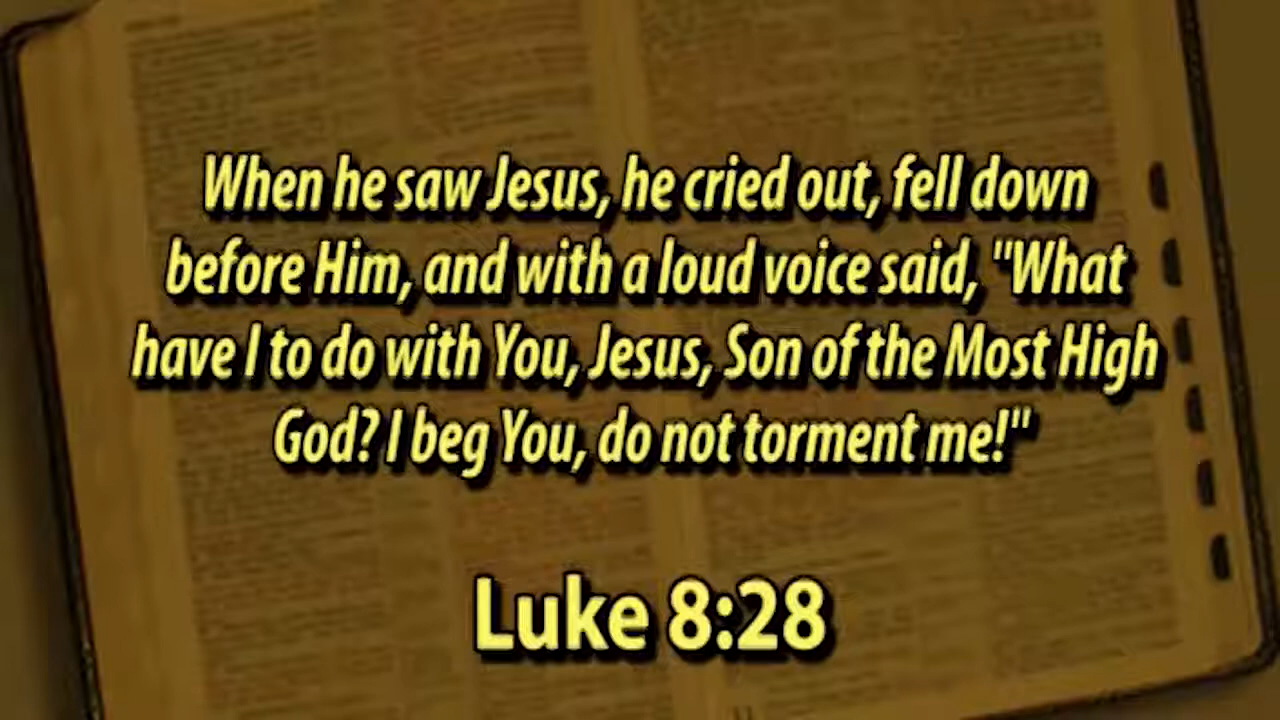 When he saw Jesus, he cried out, fell down
before Him, and with a loud voice said, "What
have I to do with You, Jesus, Son of the Most High
God? I beg You, do not torment me!"
Luke 8:28